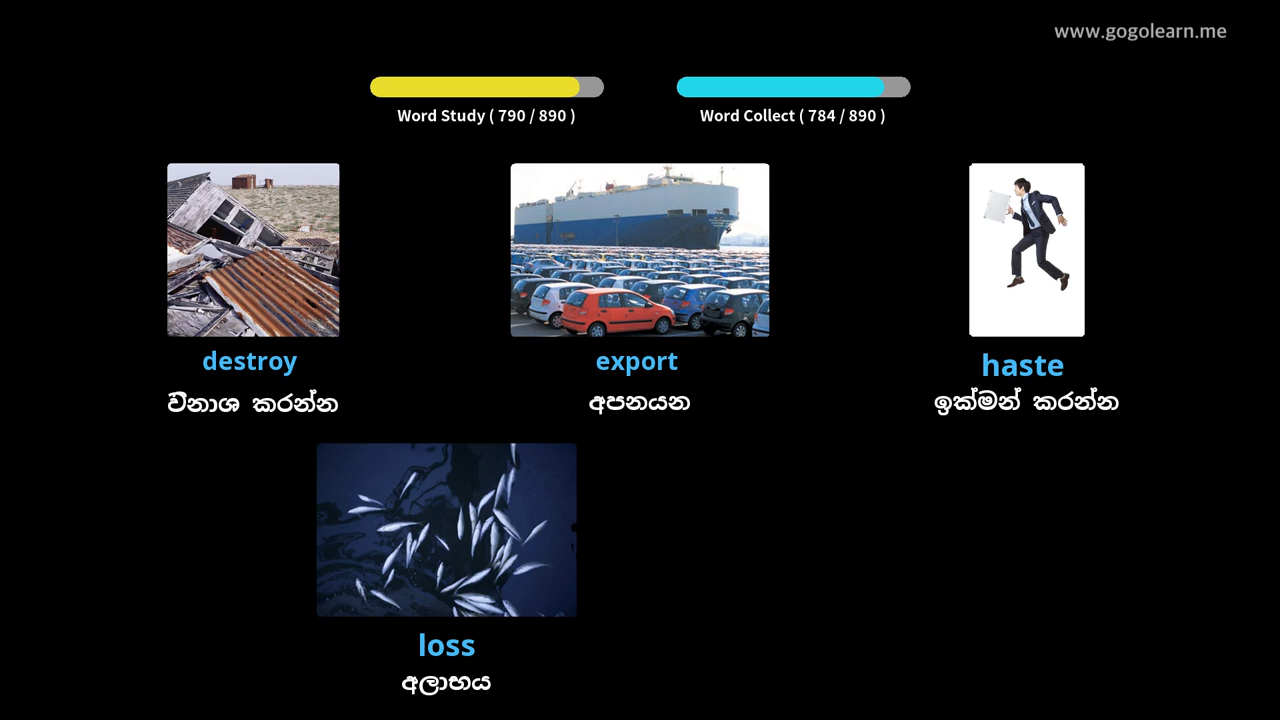 www.gogolearn.me
Word Study ( 790 / 890 )
Word Collect ( 784 / 890 )
destroy
විනාශ කරන්න
export
අපනයන
haste
ඉක්මන් කරන්න
loss
අලාභය